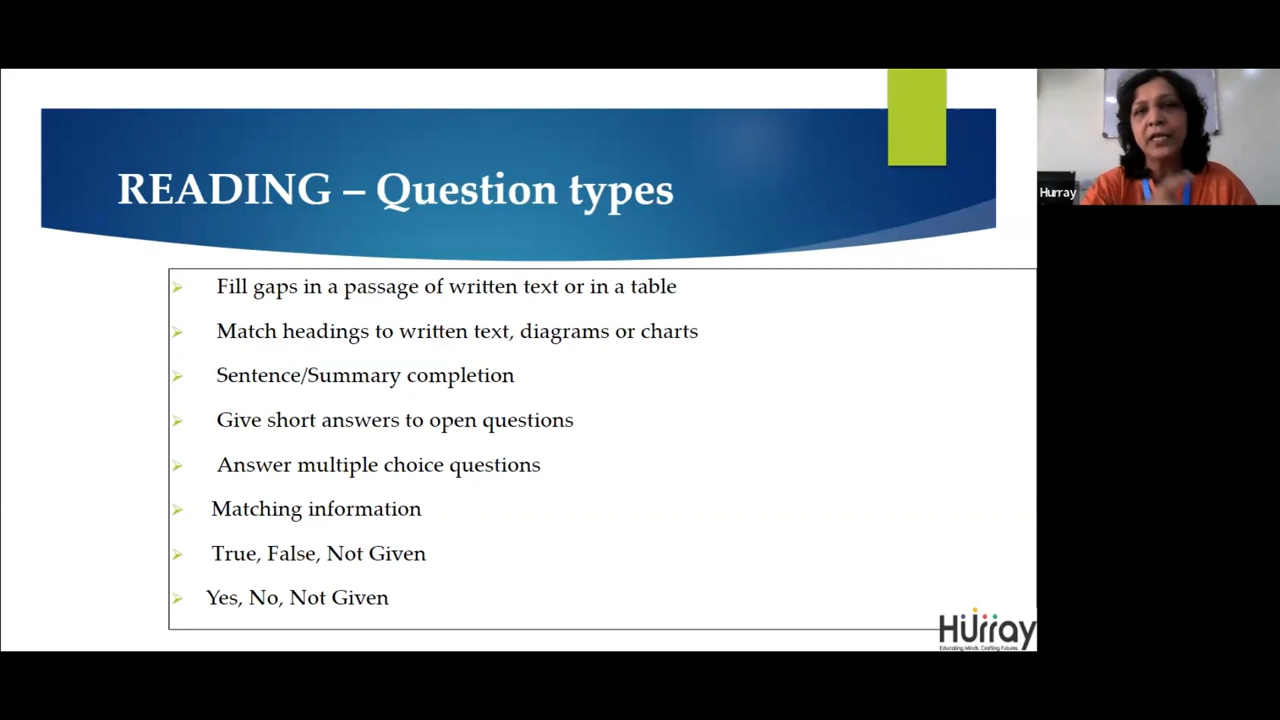 READING – Question types
Fill gaps in a passage of written text or in a table
Match headings to written text, diagrams or charts
Sentence/Summary completion
Give short answers to open questions
Answer multiple choice questions
Matching information
True, False, Not Given
Yes, No, Not Given
Hurray
Hurray
Educating Minds. Crafting Futures.